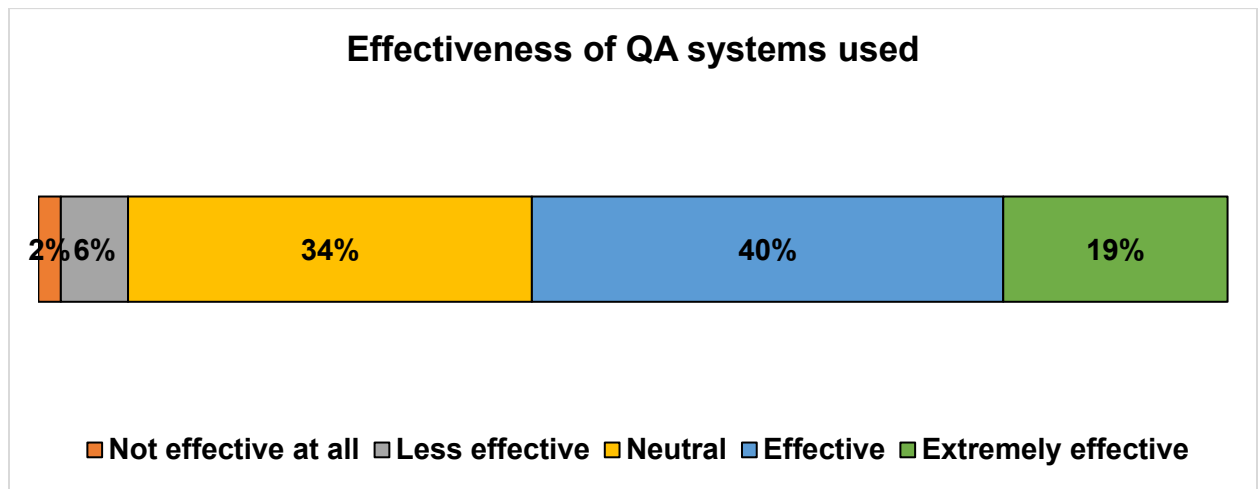 Effectiveness of QA systems used
2% 6% 34% 40% 19%
Not effective at all Less effective Neutral Effective Extremely effective